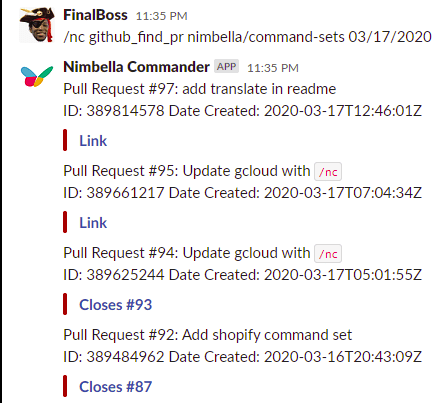 FinalBoss 11:35 PM
/nc github_find_pr nimbella/command-sets 03/17/2020
Nimbella Commander APP 11:35 PM
Pull Request #97: add translate in readme
ID: 389814578 Date Created: 2020-03-17T12:46:01Z
Link
Pull Request #95: Update gcloud with /nc
ID: 389661217 Date Created: 2020-03-17T07:04:34Z
Link
Pull Request #94: Update gcloud with /nc
ID: 389625244 Date Created: 2020-03-17T05:01:55Z
Closes #93
Pull Request #92: Add shopify command set
ID: 389484962 Date Created: 2020-03-16T20:43:09Z
Closes #87